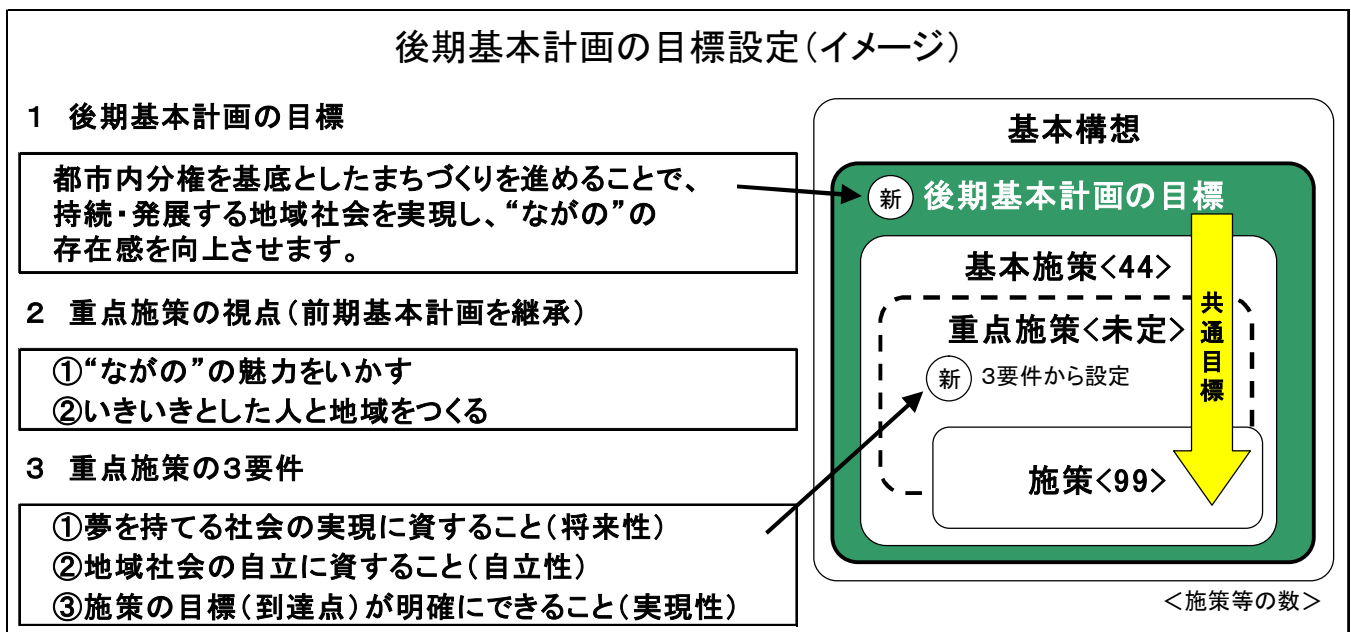 後期基本計画の目標設定(イメージ)
1 後期基本計画の目標
都市内分権を基底としたまちづくりを進めることで、
持続・発展する地域社会を実現し、“ながの”の
存在感を向上させます。
2 重点施策の視点(前期基本計画を継承)
①“ながの”の魅力をいかす
②いきいきとした人と地域をつくる
3 重点施策の3要件
①夢を持てる社会の実現に資すること(将来性)
②地域社会の自立に資すること(自立性)
③施策の目標(到達点)が明確にできること(実現性)
基本構想
新 後期基本計画の目標
基本施策<44>
重点施策<未定>
新 3要件から設定
施策<99>
共通目標
<施策等の数>